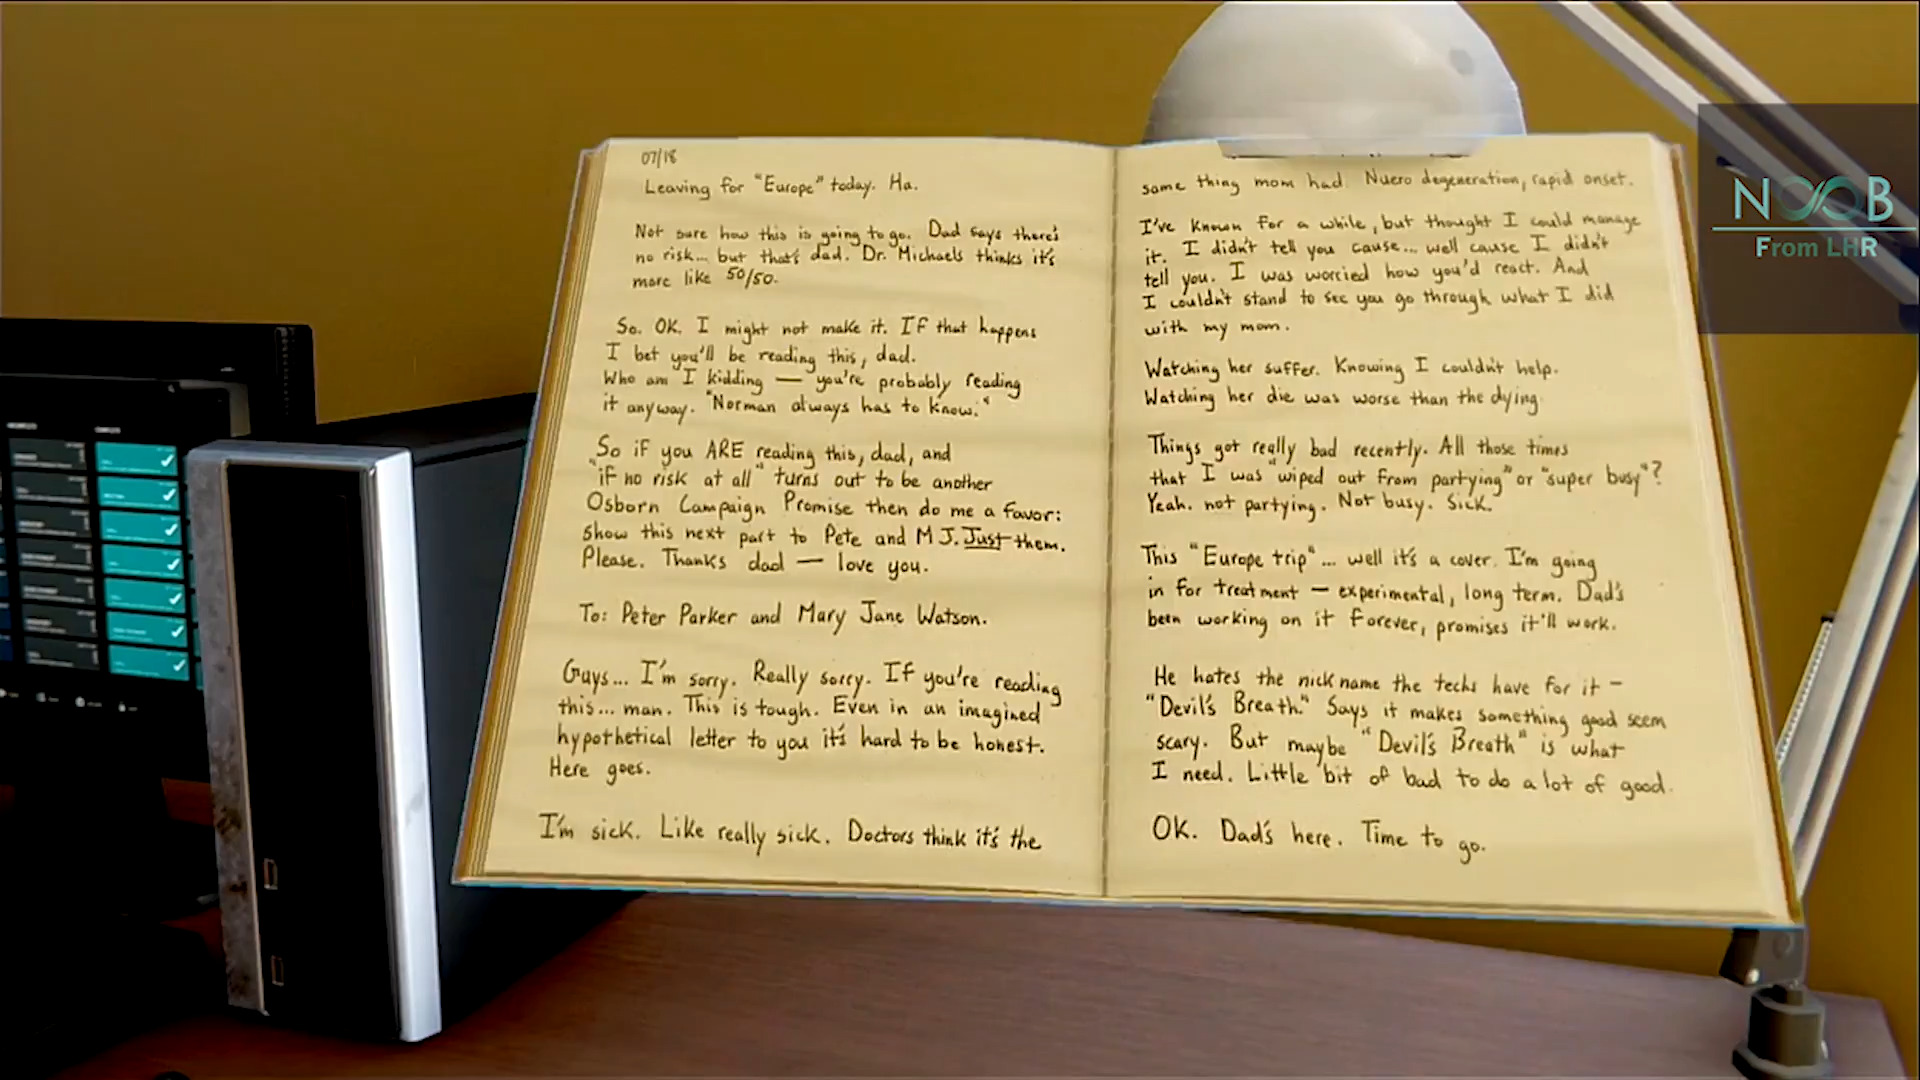 07/18
Leaving for "Europe" today. Ha.
Not sure how this is going to go. Dad says there's
no risk... but that's dad. Dr. Michaels thinks it's
more like 50/50.
So. OK. I might not make it. If that happens
I bet you'll be reading this, dad.
Who am I kidding — you're probably reading
it anyway. "Norman always has to know."
So if you ARE reading this, dad, and
"if no risk at all" turns out to be another
Osborn Campaign Promise then do me a favor:
Show this next part to Pete and MJ. Just them.
Please. Thanks dad — love you.
To: Peter Parker and Mary Jane Watson.
Guys... I'm sorry. Really sorry. If you're reading
this... man. This is tough. Even in an imagined
hypothetical letter to you it's hard to be honest.
Here goes.
I'm sick. Like really sick. Doctors think it's the
same thing mom had. Nuero degeneration, rapid onset.
I've known for a while, but thought I could manage
it. I didn't tell you cause... well cause I didn't
tell you. I was worried how you'd react. And
I couldn't stand to see you go through what I did
with my mom.
Watching her suffer. Knowing I couldn't help.
Watching her die was worse than the dying.
Things got really bad recently. All those times
that I was "wiped out from partying" or "super busy"?
Yeah. not partying. Not busy. Sick.
This "Europe trip"... well it's a cover. I'm going
in for treatment — experimental, long term. Dad's
been working on it forever, promises it'll work.
He hates the nickname the techs have for it —
"Devil's Breath." Says it makes something good seem
scary. But maybe "Devil's Breath" is what
I need. Little bit of bad to do a lot of good.
OK. Dad's here. Time to go.
NOOB
From LHR